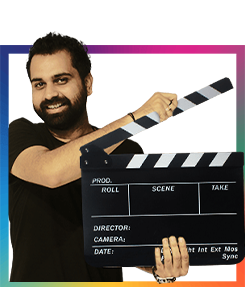 PROD.
ROLL SCENE TAKE
DIRECTOR:
CAMERA:
DATE: Int Ext Mos
Sync